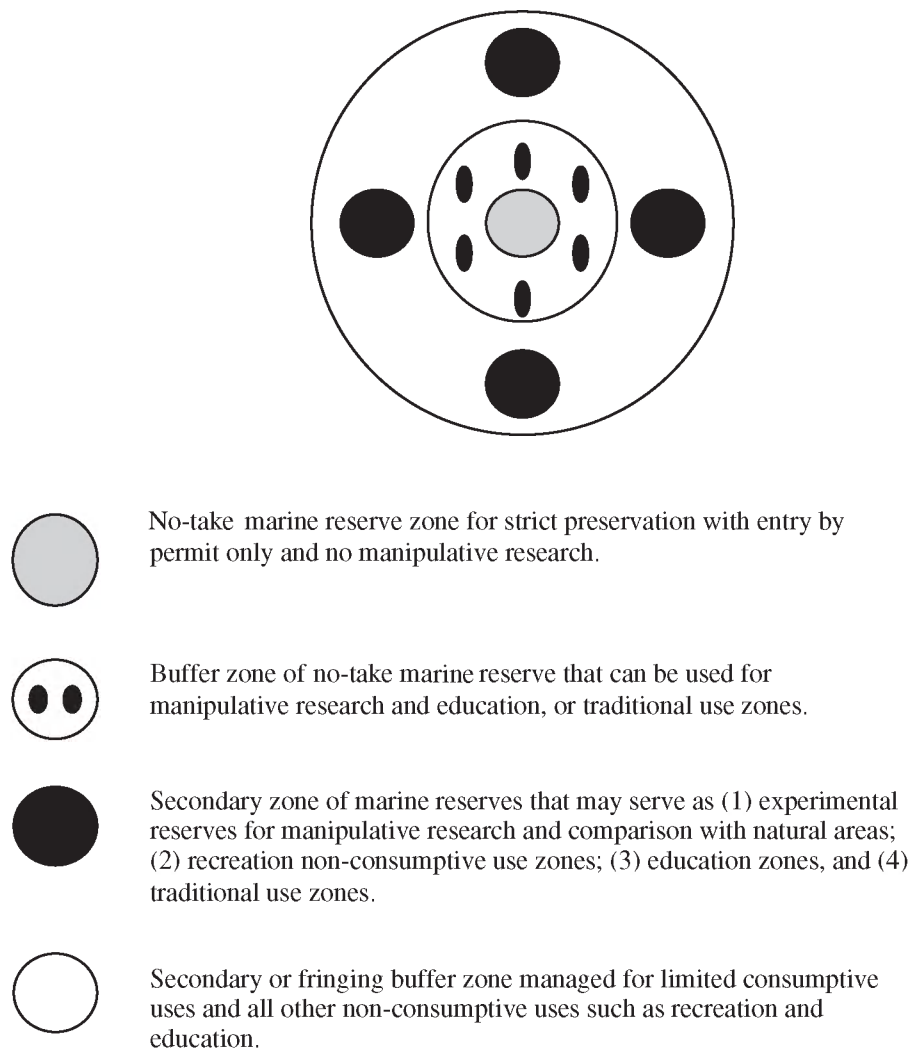 No-take marine reserve zone for strict preservation with entry by
permit only and no manipulative research.
Buffer zone of no-take marine reserve that can be used for
manipulative research and education, or traditional use zones.
Secondary zone of marine reserves that may serve as (1) experimental
reserves for manipulative research and comparison with natural areas;
(2) recreation non-consumptive use zones; (3) education zones, and (4)
traditional use zones.
Secondary or fringing buffer zone managed for limited consumptive
uses and all other non-consumptive uses such as recreation and
education.